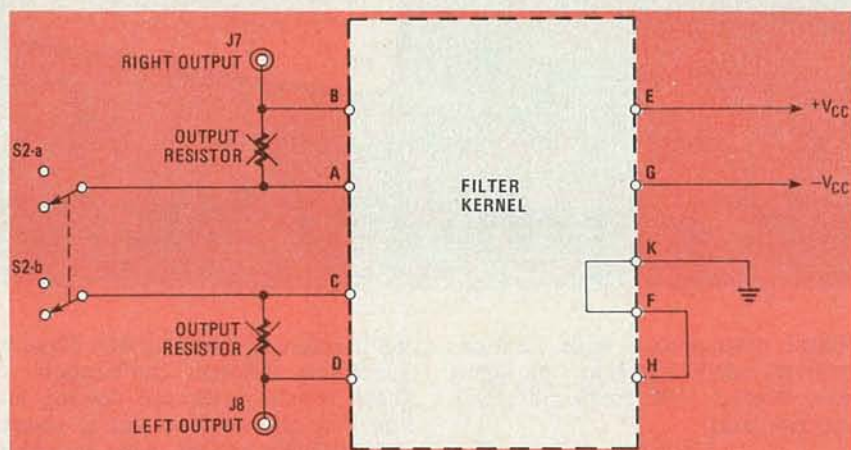 J7
RIGHT OUTPUT
B
E
+VCC
OUTPUT
RESISTOR
S2-a
A
G
−VCC
FILTER
KERNEL
K
S2-b
C
F
OUTPUT
RESISTOR
D
H
J8
LEFT OUTPUT